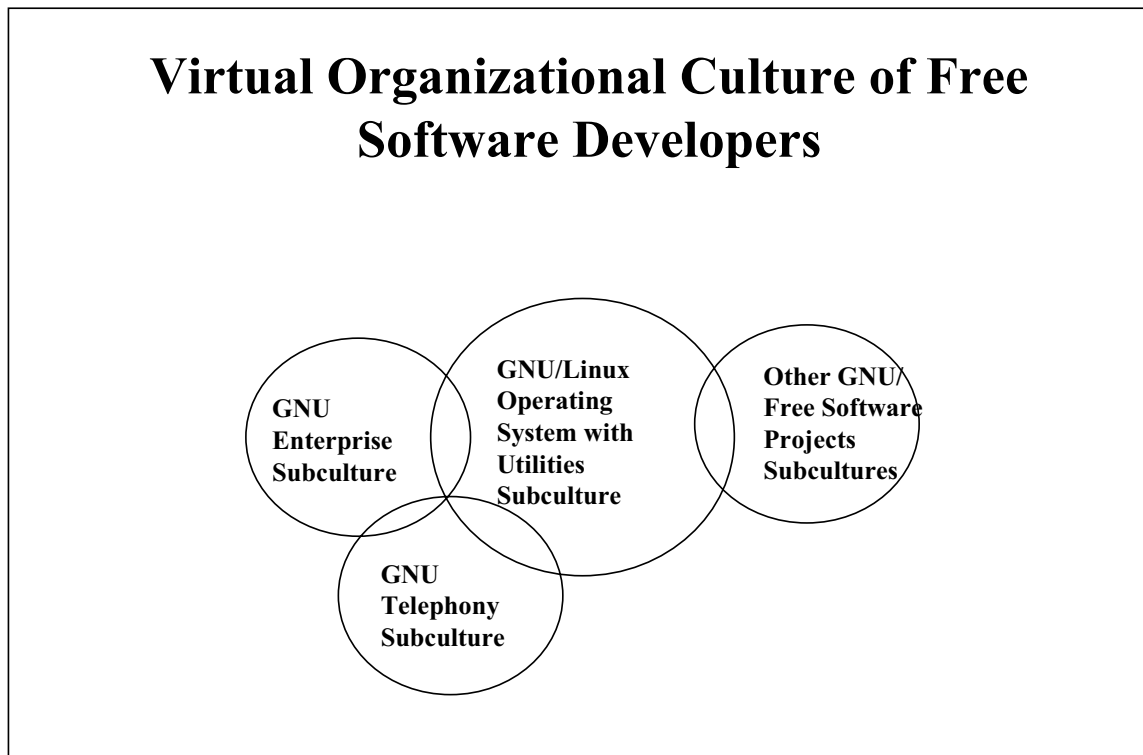 Virtual Organizational Culture of Free
Software Developers
GNU
Enterprise
Subculture
GNU/Linux
Operating
System with
Utilities
Subculture
Other GNU/
Free Software
Projects
Subcultures
GNU
Telephony
Subculture